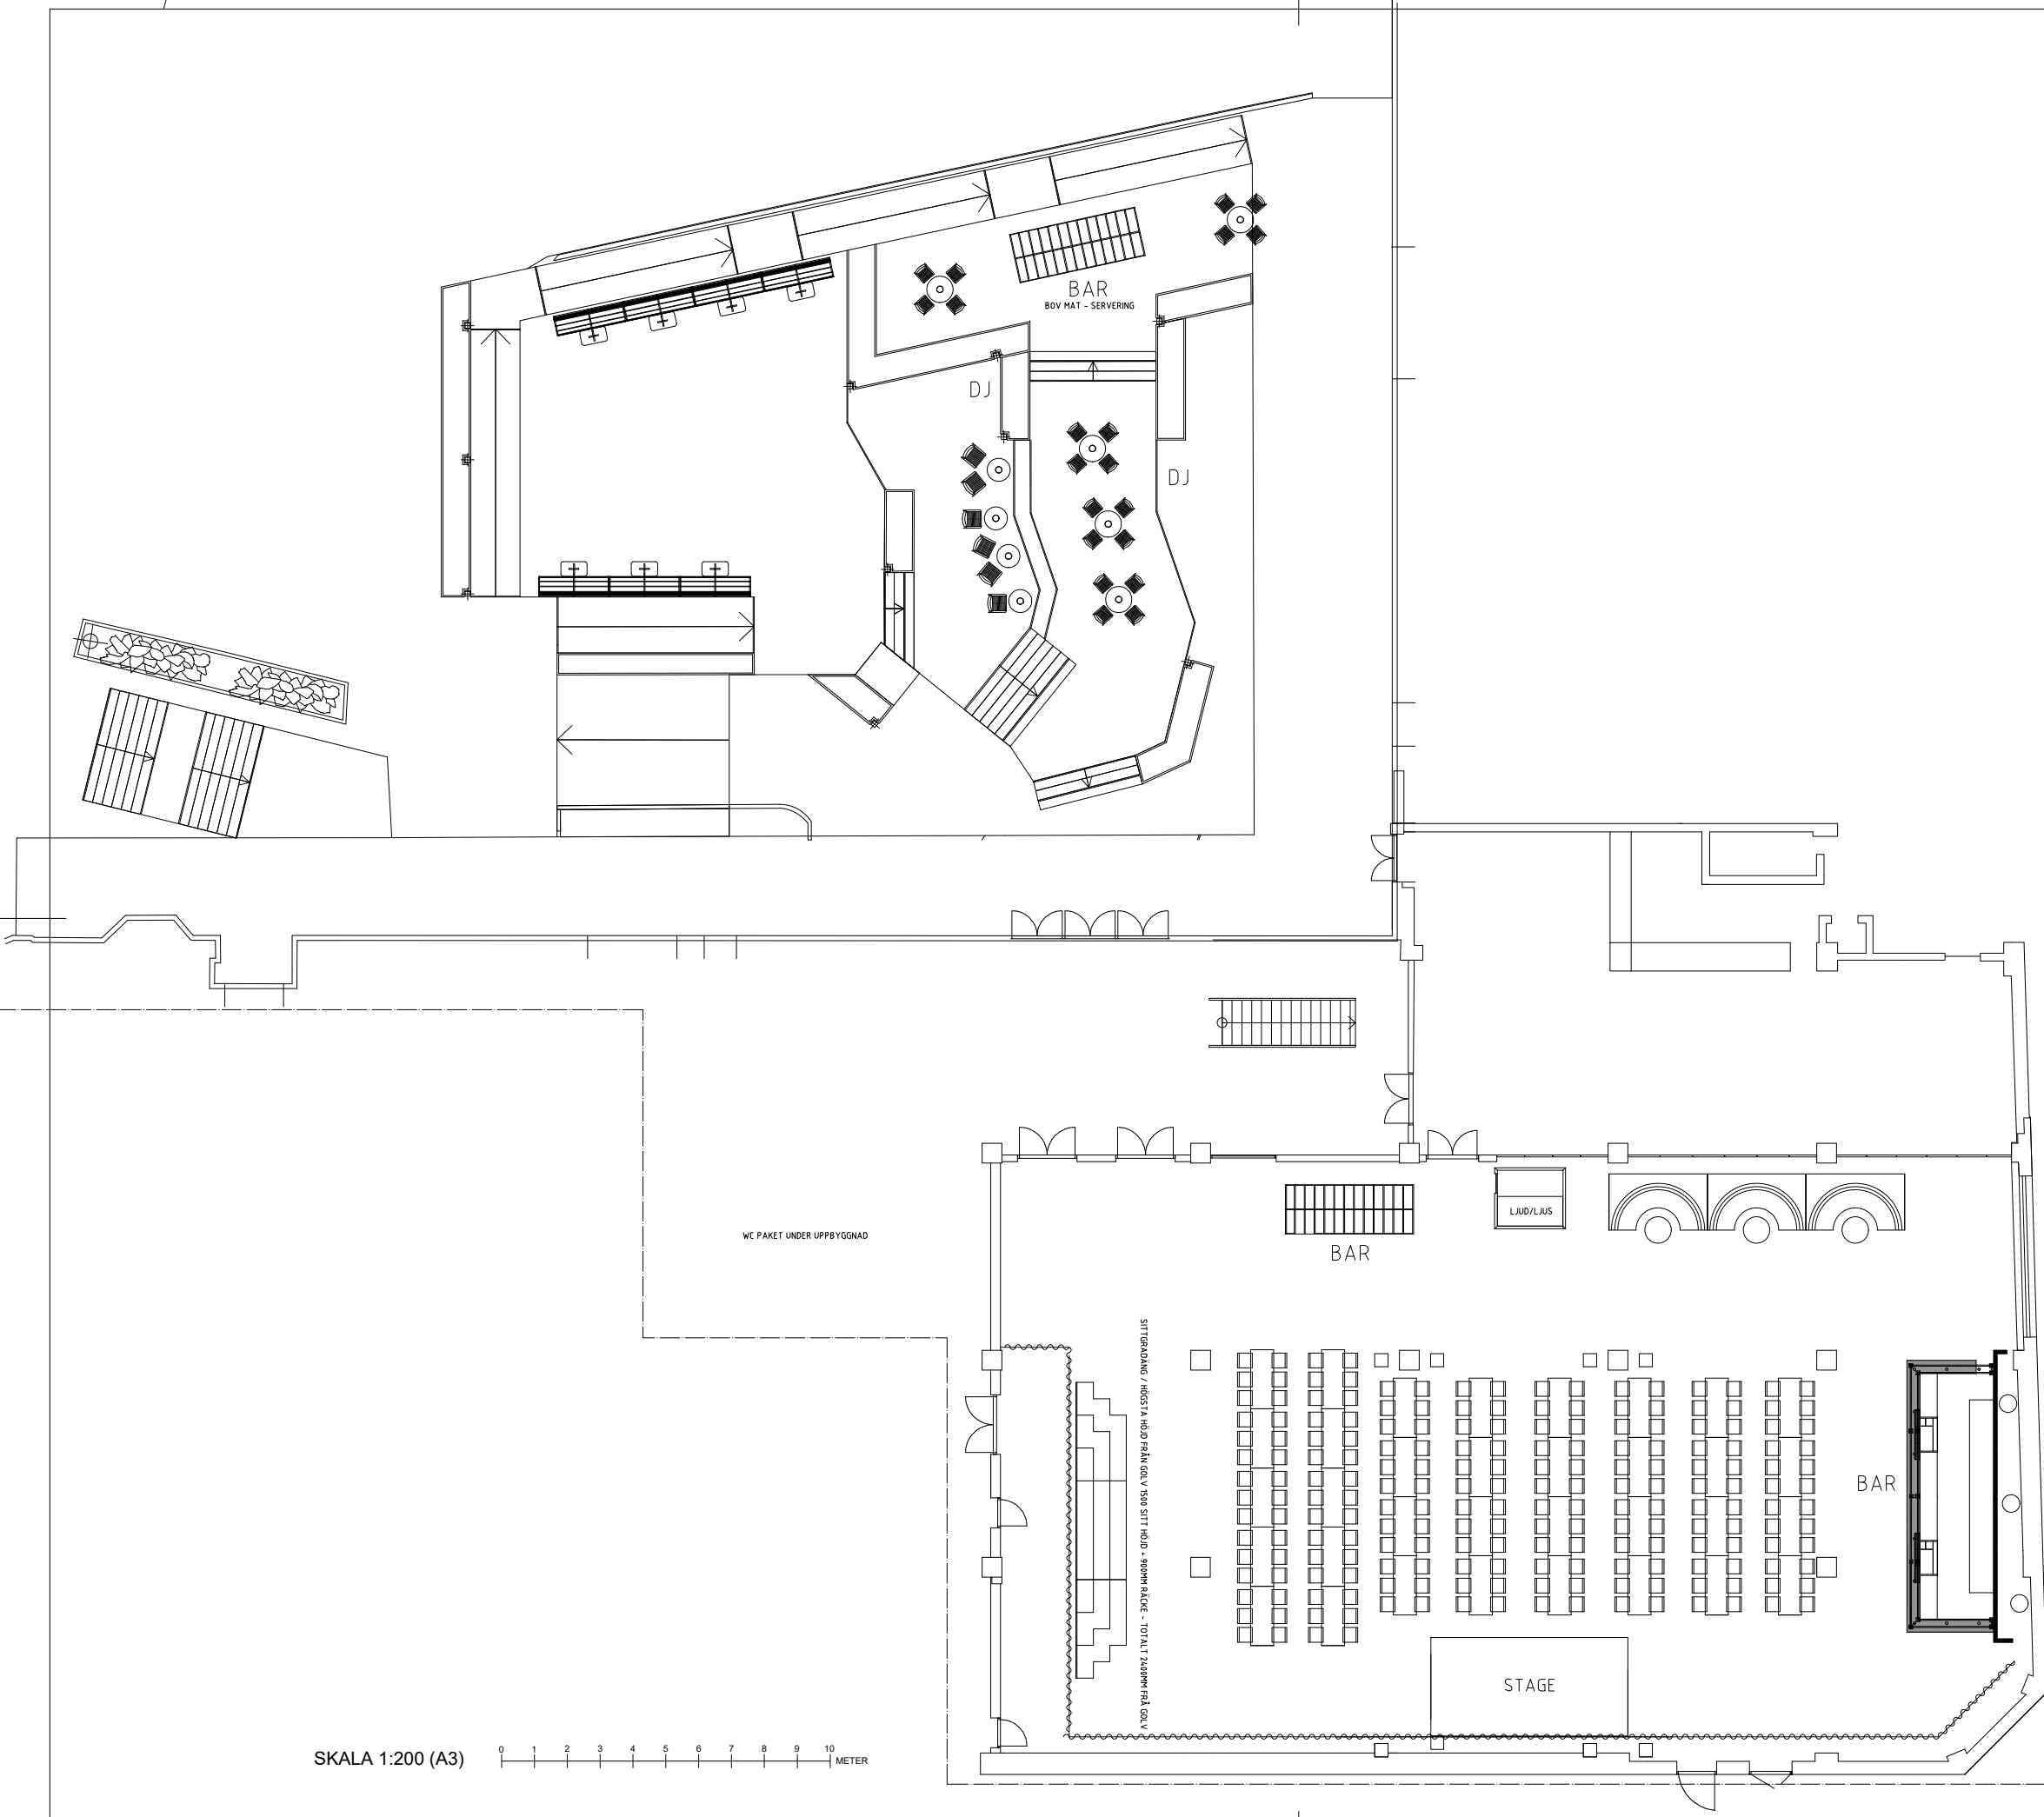 BAR
BOV MAT - SERVERING
DJ
DJ
LJUD/LJUS
WC PAKET UNDER UPPBYGGNAD
BAR
SITTGRADÄNG / HÖGSTA HÖJD FRÅN GOLV 1500 SITT HÖJD + 900MM RÄCKE - TOTALT 2400MM FRÅ GOLV
BAR
STAGE
SKALA 1:200 (A3)
0 1 2 3 4 5 6 7 8 9 10
METER